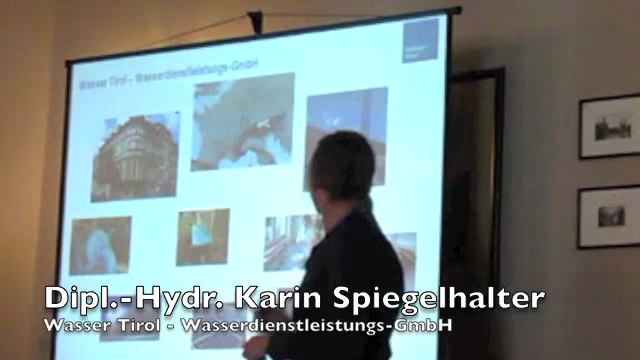 Wasser Tirol – Wasserdienstleistungs-GmbH
Dipl.-Hydr. Karin Spiegelhalter
Wasser Tirol - Wasserdienstleistungs-GmbH